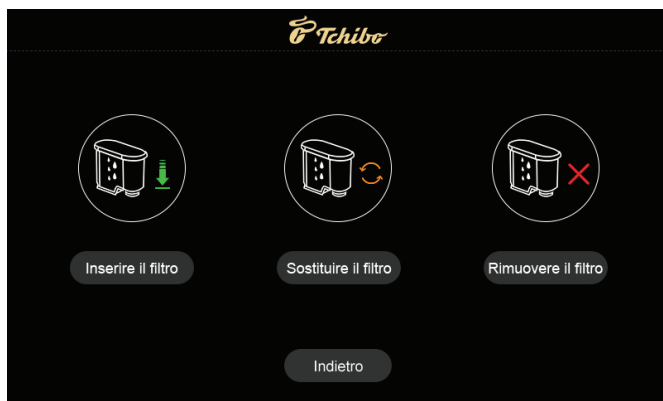 Tchibo
Inserire il filtro
Sostituire il filtro
Rimuovere il filtro
Indietro